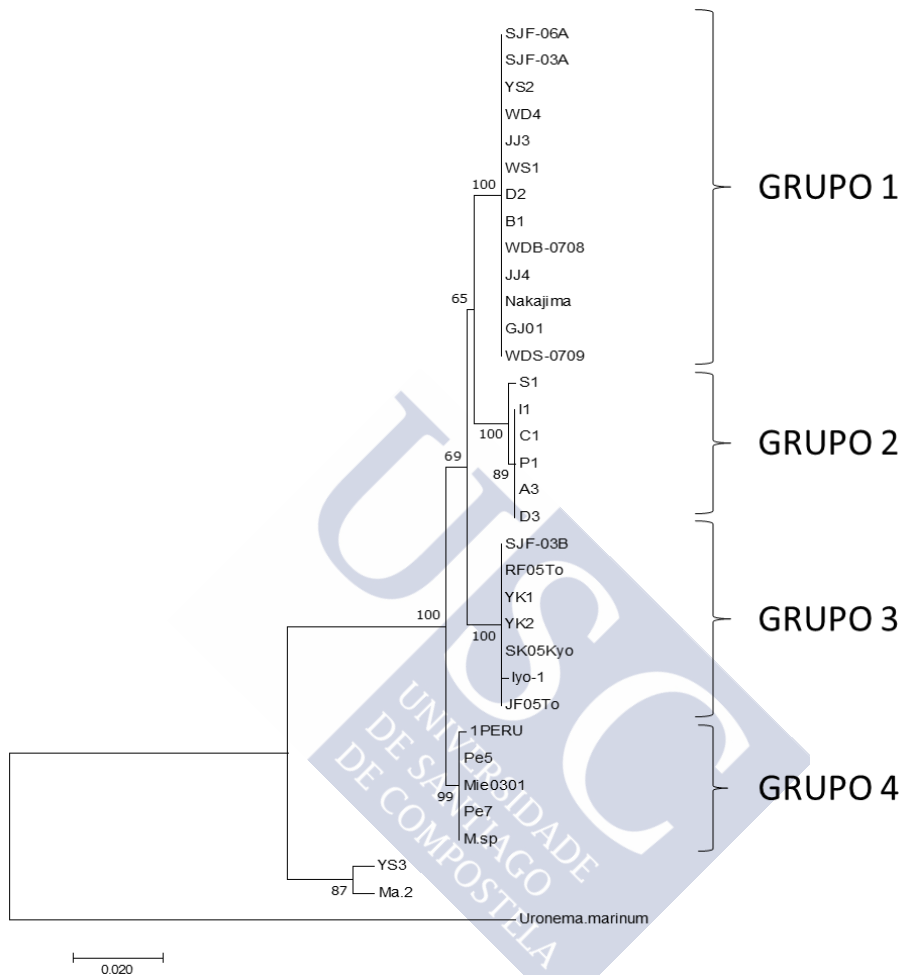 SJF-06A
SJF-03A
YS2
WD4
JJ3
WS1
100
D2
GRUPO 1
B1
WDB-0708
JJ4
65
Nakajima
GJ01
WDS-0709
S1
I1
100
C1
GRUPO 2
69
P1
89
A3
D3
SJF-03B
RF05To
YK1
100
YK2
GRUPO 3
100
SK05Kyo
Iyo-1
JF05To
1PERU
Pe5
99
Mie0301
GRUPO 4
Pe7
M.sp
YS3
87
Ma.2
Uronema.marinum
0.020
USC
UNIVERSIDADE
DE SANTIAGO
DE COMPOSTELA